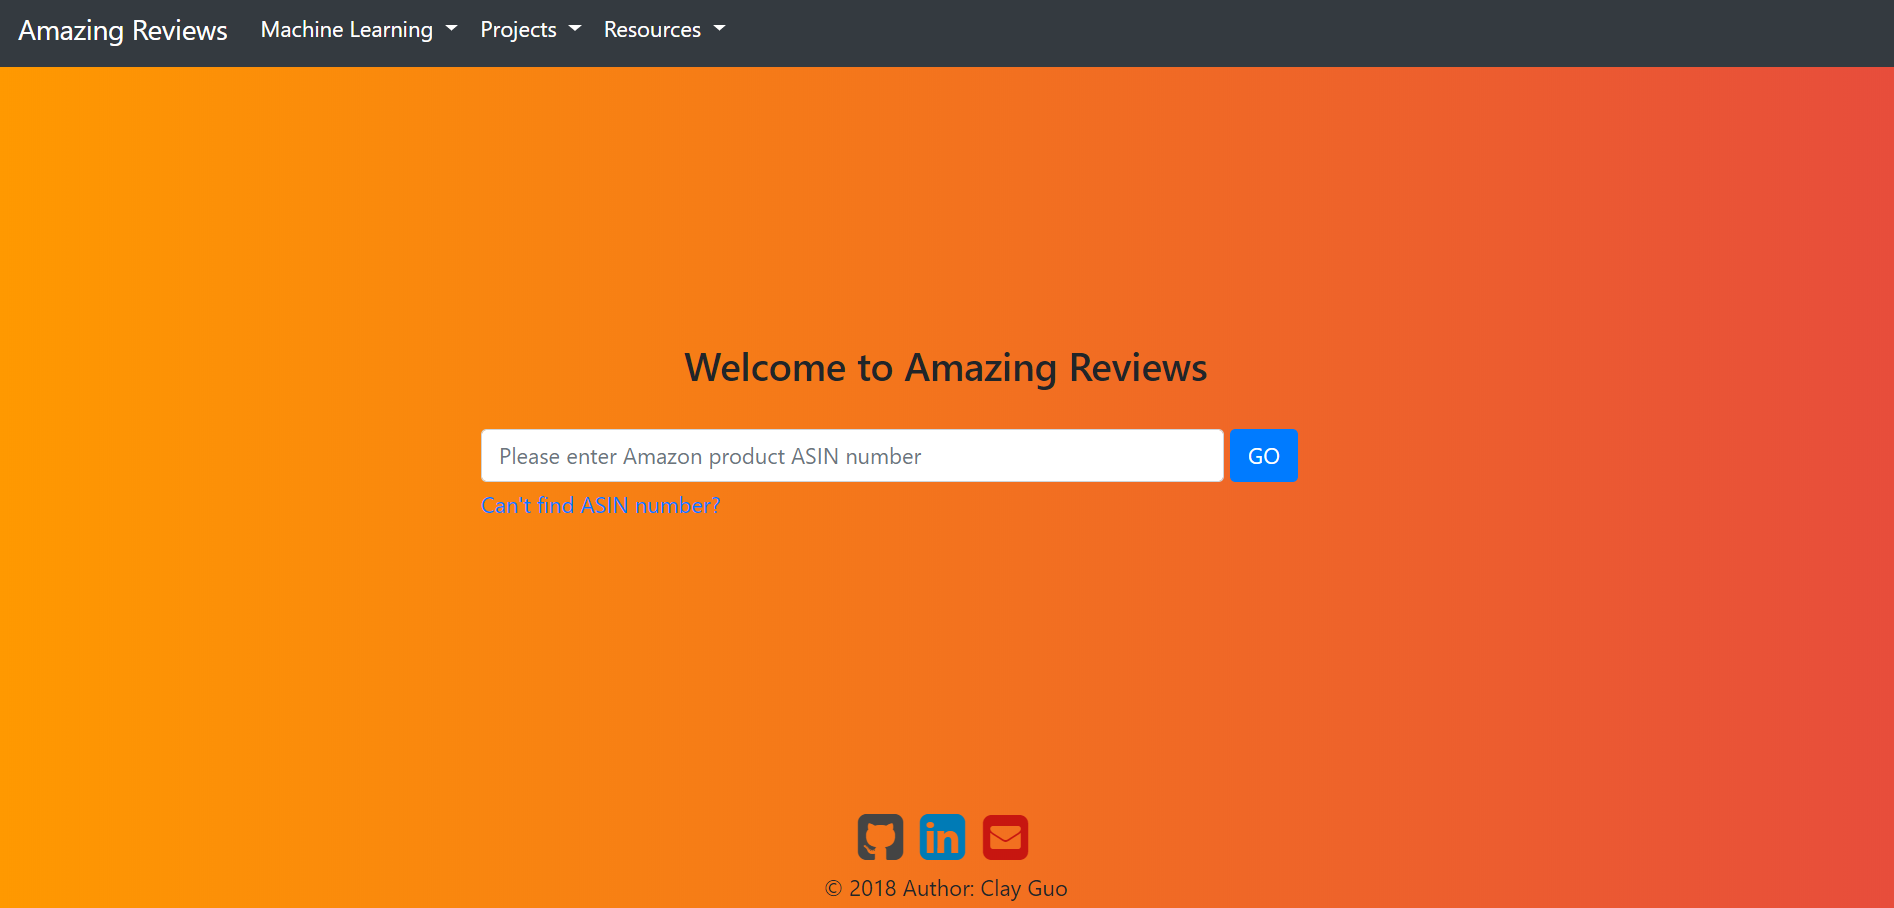 Amazing Reviews Machine Learning Projects Resources
Welcome to Amazing Reviews
Please enter Amazon product ASIN number GO
Can't find ASIN number?
in
© 2018 Author: Clay Guo